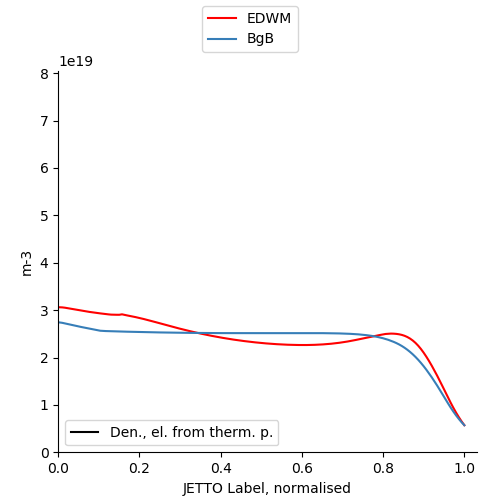 EDWM
BgB
1e19
8
7
6
5
4
3
2
1
0
m-3
Den., el. from therm. p.
0.0 0.2 0.4 0.6 0.8 1.0
JETTO Label, normalised